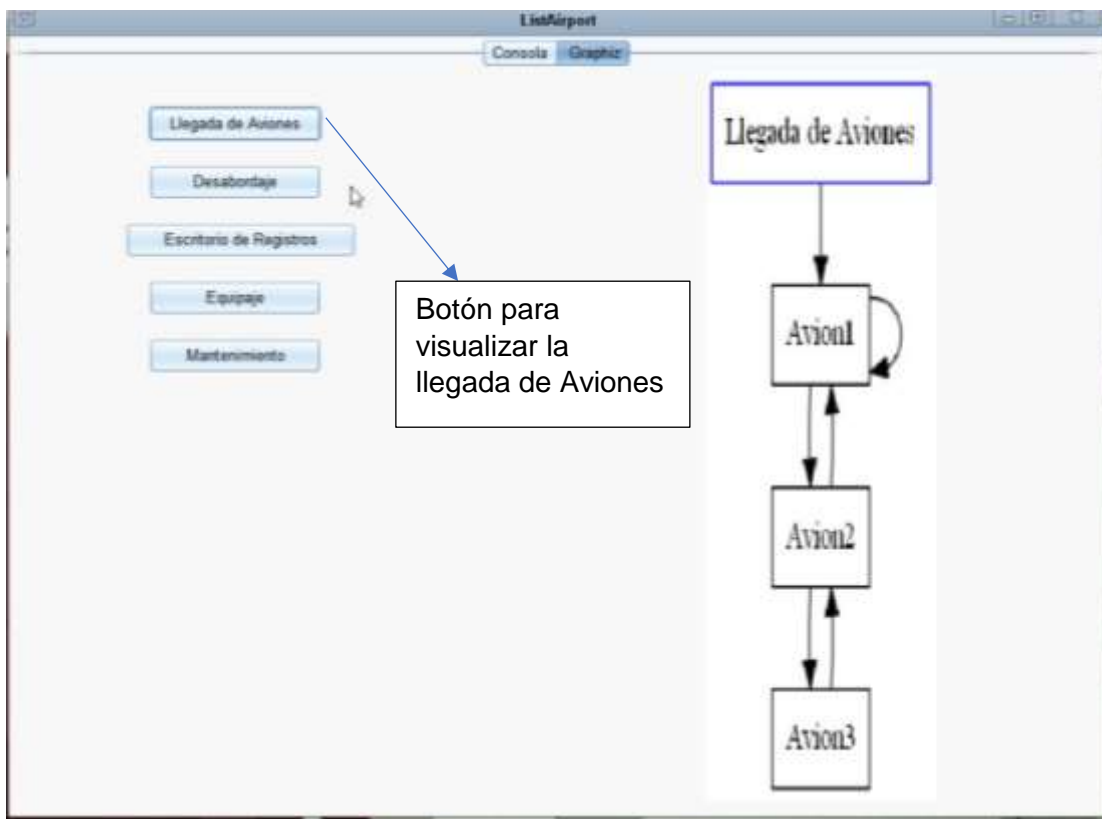 ListAirport
Consola Graphiz
Llegada de Aviones
Desabordaje
Escritorio de Registros
Equipaje
Mantenimiento
Botón para
visualizar la
llegada de Aviones
Llegada de Aviones
Avion1
Avion2
Avion3